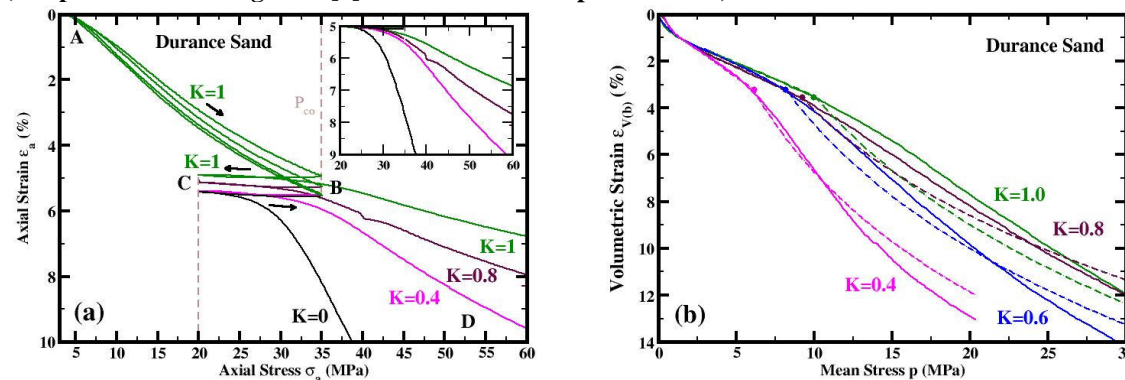 Durance Sand
A
K=1
P_co
K=1
C
B
K=1
K=0.8
K=0.4
K=0
D
(a)
0
2
4
6
8
10
5 10 15 20 25 30 35 40 45 50 55 60
Axial Strain ε_a (%)
Axial Stress σ_a (MPa)
5
6
7
8
9
20 30 40 50 60
Durance Sand
K=1.0
K=0.8
K=0.4
K=0.6
(b)
0
2
4
6
8
10
12
14
0 5 10 15 20 25 30
Volumetric Strain ε_V(b) (%)
Mean Stress p (MPa)